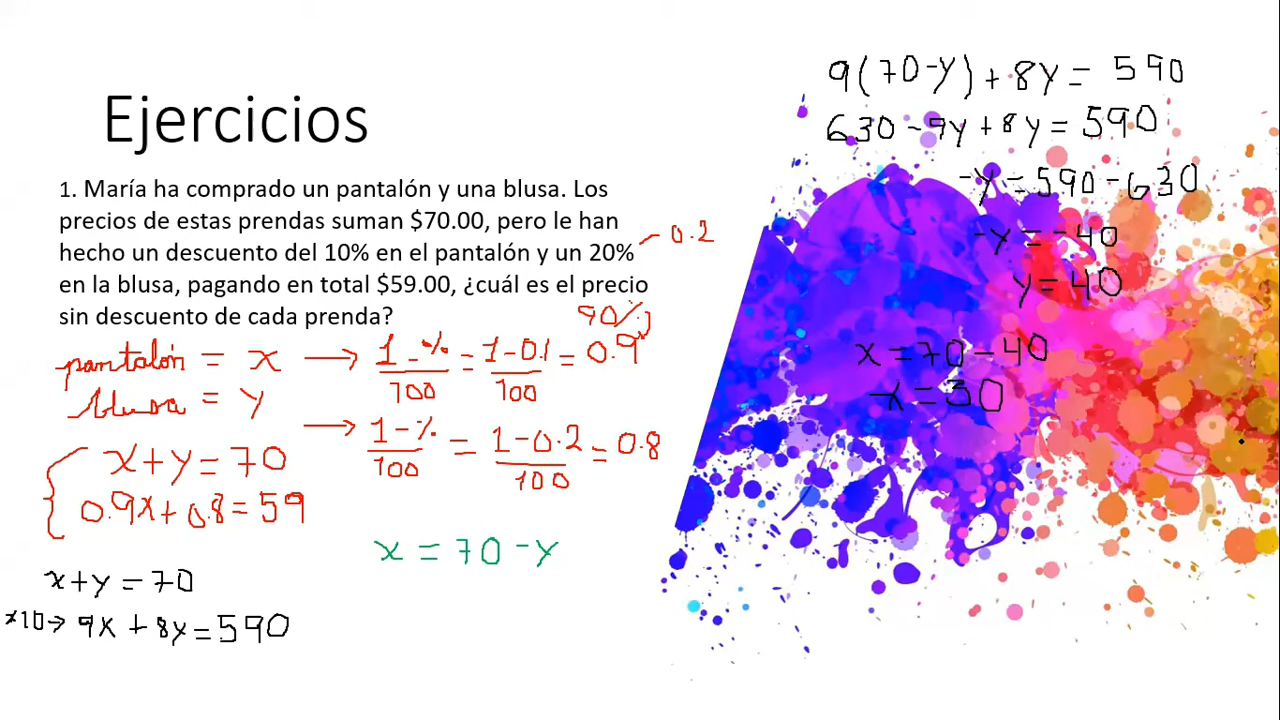 Ejercicios
1. María ha comprado un pantalón y una blusa. Los
precios de estas prendas suman $70.00, pero le han
hecho un descuento del 10% en el pantalón y un 20%
en la blusa, pagando en total $59.00, ¿cuál es el precio
sin descuento de cada prenda?
0.2
90%
pantalón = x → 1-%/100 = 1-0.1/100 = 0.9
blusa = y → 1-%/100 = 1-0.2/100 = 0.8
x+y=70
0.9x+0.8=59
x+y=70
×10→ 9x+8y=590
x=70-y
9(70-y)+8y=590
630-9y+8y=590
-y=590-630
-y=-40
y=40
x=70-40
x=30